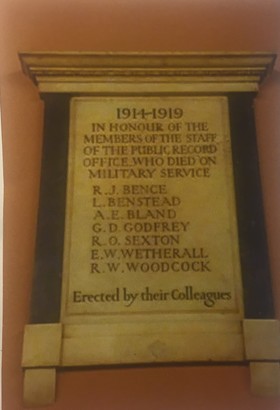 1914-1919
IN HONOUR OF THE
MEMBERS OF THE STAFF
OF THE PUBLIC RECORD
OFFICE WHO DIED ON
MILITARY SERVICE
R. J. BENCE
L. BENSTEAD
A. E. BLAND
G. D. GODFREY
R. O. SEXTON
E. W. WETHERALL
R. W. WOODCOCK
Erected by their Colleagues